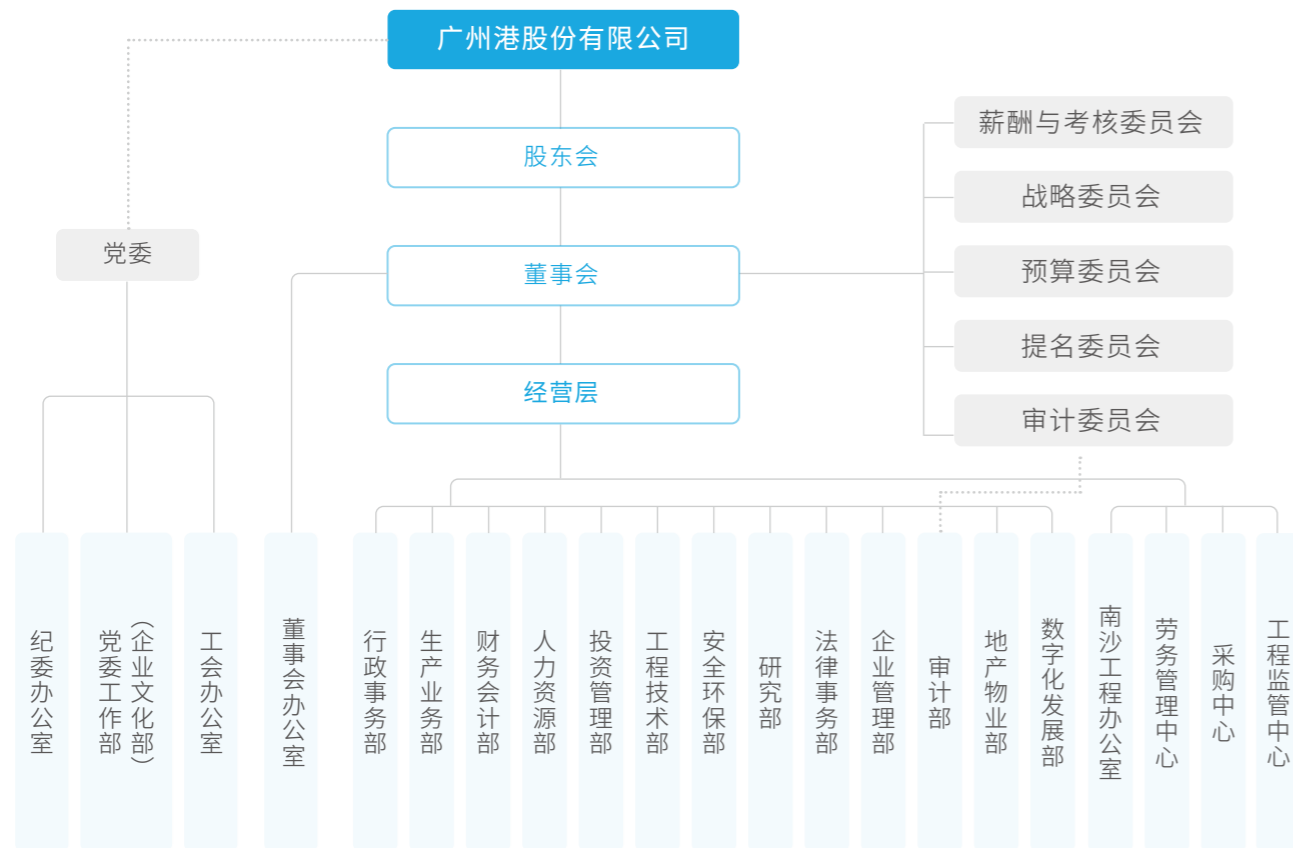 广州港股份有限公司
股东会
董事会
经营层
党委
薪酬与考核委员会
战略委员会
预算委员会
提名委员会
审计委员会
纪委办公室
党委工作部
（企业文化部）
工会办公室
董事会办公室
行政事务部
生产业务部
财务会计部
人力资源部
投资管理部
工程技术部
安全环保部
研究部
法律事务部
企业管理部
审计部
地产物业部
数字化发展部
南沙工程办公室
劳务管理中心
采购中心
工程监管中心